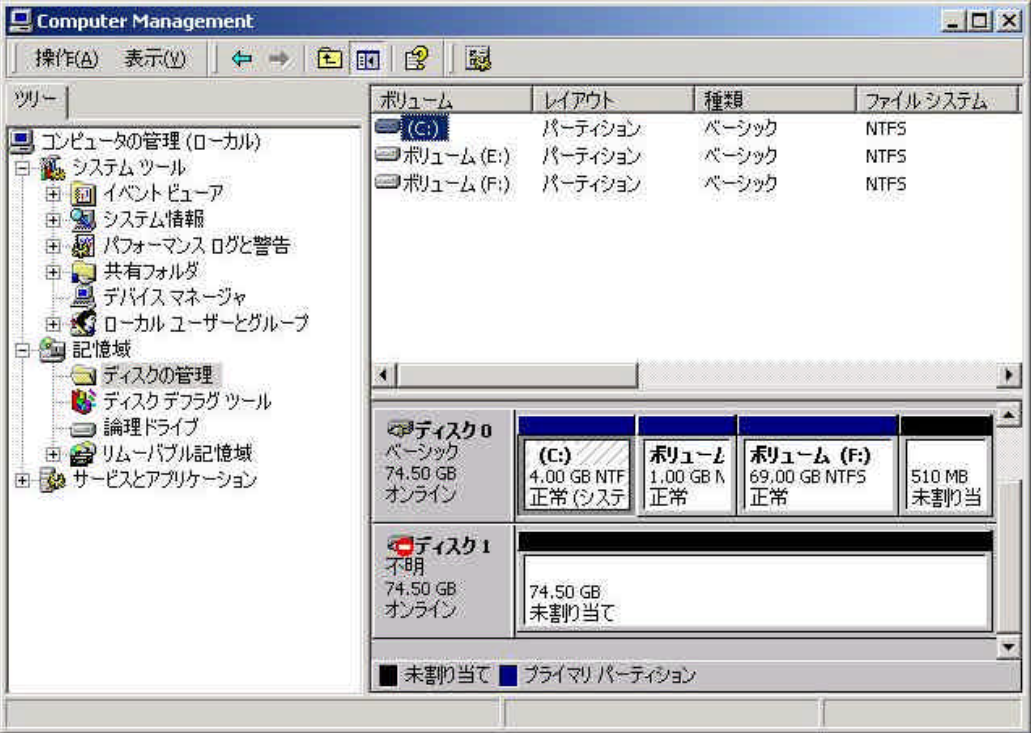 Computer Management
操作(A) 表示(V)
ツリー
コンピュータの管理 (ローカル)
システム ツール
イベント ビューア
システム情報
パフォーマンス ログと警告
共有フォルダ
デバイス マネージャ
ローカル ユーザーとグループ
記憶域
ディスクの管理
ディスク デフラグ ツール
論理ドライブ
リムーバブル記憶域
サービスとアプリケーション
ボリューム レイアウト 種類 ファイル システム
(C:) パーティション ベーシック NTFS
ボリューム (E:) パーティション ベーシック NTFS
ボリューム (F:) パーティション ベーシック NTFS
ディスク 0
ベーシック
74.50 GB
オンライン
(C:)
4.00 GB NTF
正常 (システ
ボリューム
1.00 GB N
正常
ボリューム (F:)
69.00 GB NTFS
正常
510 MB
未割り当
ディスク 1
不明
74.50 GB
オンライン
74.50 GB
未割り当て
未割り当て プライマリ パーティション